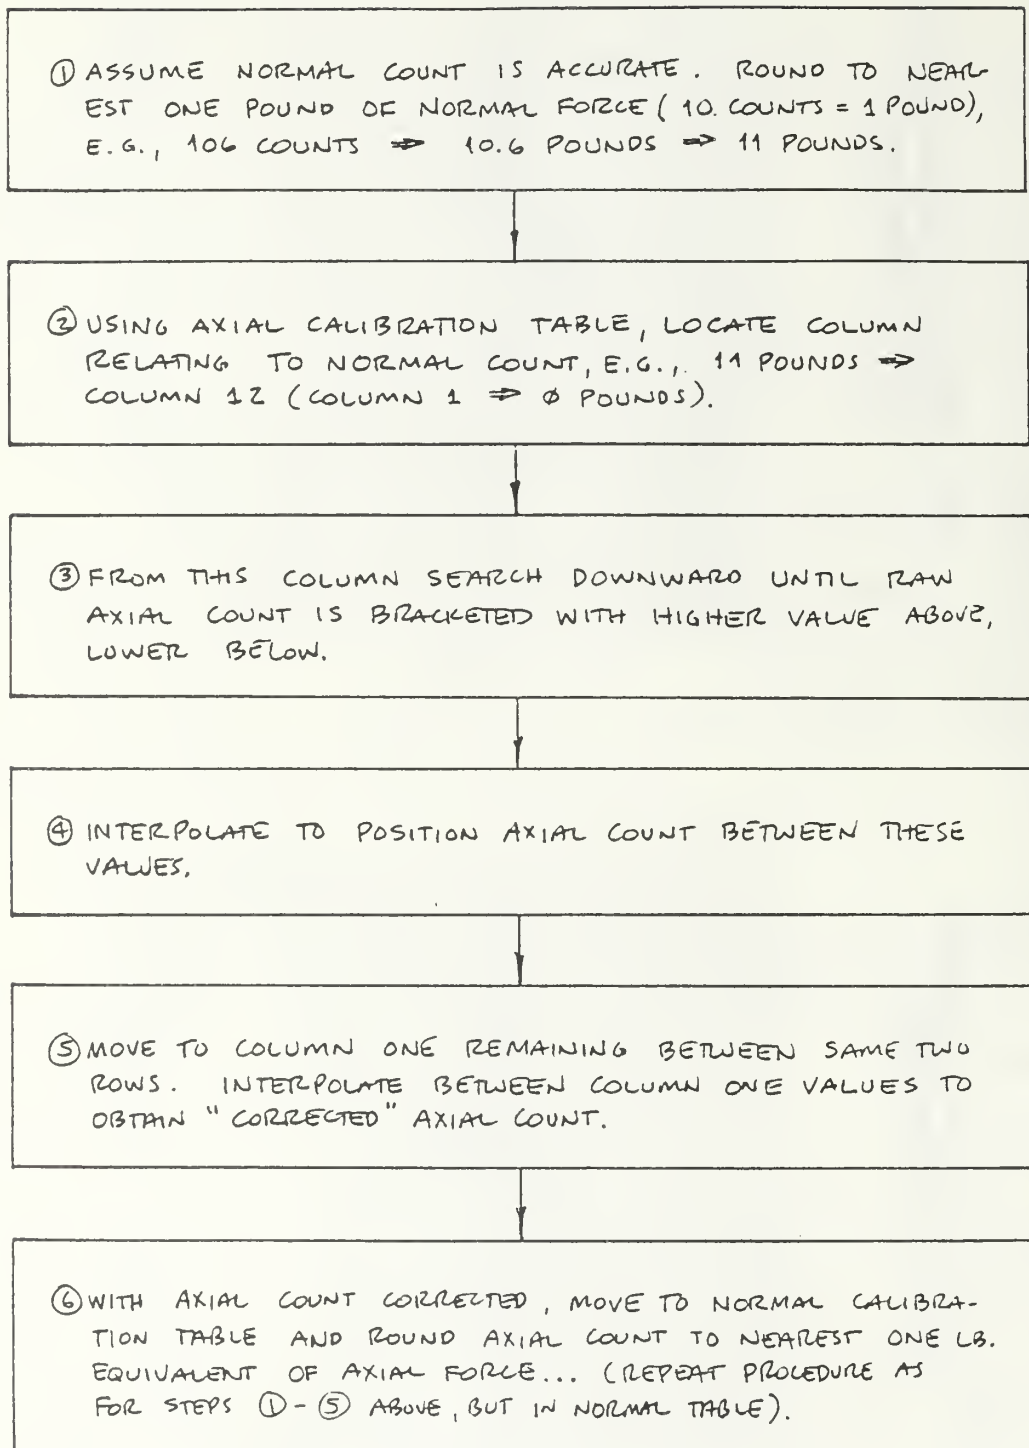 ① ASSUME NORMAL COUNT IS ACCURATE. ROUND TO NEAR-
EST ONE POUND OF NORMAL FORCE (10. COUNTS = 1 POUND),
E.G., 106 COUNTS ⇒ 10.6 POUNDS ⇒ 11 POUNDS.
② USING AXIAL CALIBRATION TABLE, LOCATE COLUMN
RELATING TO NORMAL COUNT, E.G., 11 POUNDS ⇒
COLUMN 12 (COLUMN 1 ⇒ Ø POUNDS).
③ FROM THIS COLUMN SEARCH DOWNWARD UNTIL RAW
AXIAL COUNT IS BRACKETED WITH HIGHER VALUE ABOVE,
LOWER BELOW.
④ INTERPOLATE TO POSITION AXIAL COUNT BETWEEN THESE
VALUES.
⑤ MOVE TO COLUMN ONE REMAINING BETWEEN SAME TWO
ROWS. INTERPOLATE BETWEEN COLUMN ONE VALUES TO
OBTAIN "CORRECTED" AXIAL COUNT.
⑥ WITH AXIAL COUNT CORRECTED, MOVE TO NORMAL CALIBRA-
TION TABLE AND ROUND AXIAL COUNT TO NEAREST ONE LB.
EQUIVALENT OF AXIAL FORCE... (REPEAT PROCEDURE AS
FOR STEPS ①-⑤ ABOVE, BUT IN NORMAL TABLE).